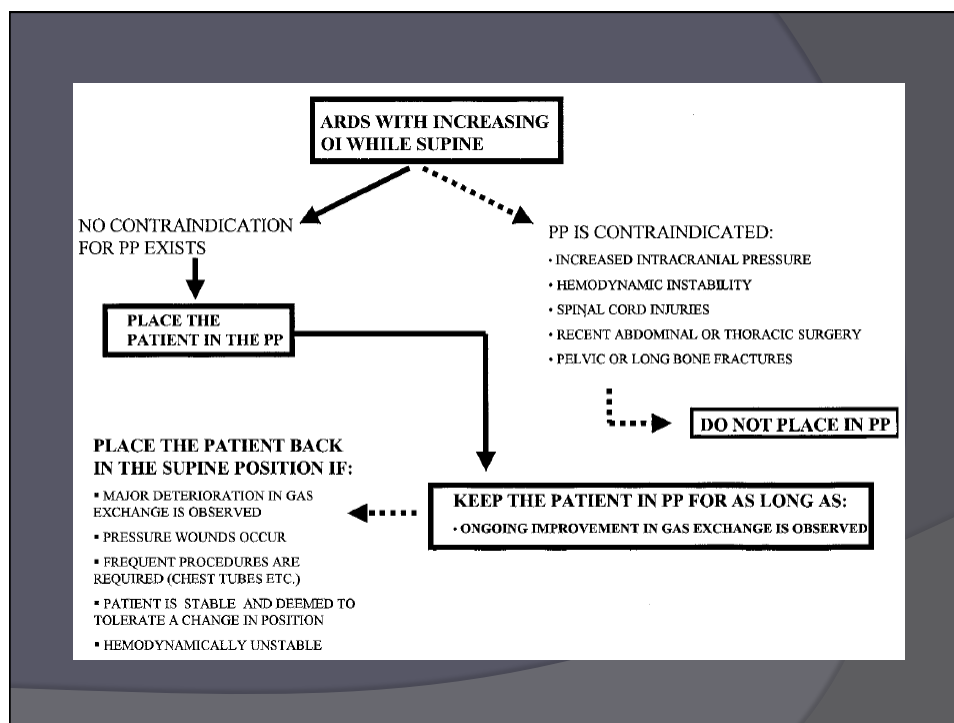 ARDS WITH INCREASING
OI WHILE SUPINE
NO CONTRAINDICATION
FOR PP EXISTS
PP IS CONTRAINDICATED:
• INCREASED INTRACRANIAL PRESSURE
• HEMODYNAMIC INSTABILITY
• SPINAL CORD INJURIES
• RECENT ABDOMINAL OR THORACIC SURGERY
• PELVIC OR LONG BONE FRACTURES
PLACE THE
PATIENT IN THE PP
DO NOT PLACE IN PP
PLACE THE PATIENT BACK
IN THE SUPINE POSITION IF:
▪ MAJOR DETERIORATION IN GAS
EXCHANGE IS OBSERVED
▪ PRESSURE WOUNDS OCCUR
▪ FREQUENT PROCEDURES ARE
REQUIRED (CHEST TUBES ETC.)
▪ PATIENT IS STABLE AND DEEMED TO
TOLERATE A CHANGE IN POSITION
▪ HEMODYNAMICALLY UNSTABLE
KEEP THE PATIENT IN PP FOR AS LONG AS:
• ONGOING IMPROVEMENT IN GAS EXCHANGE IS OBSERVED